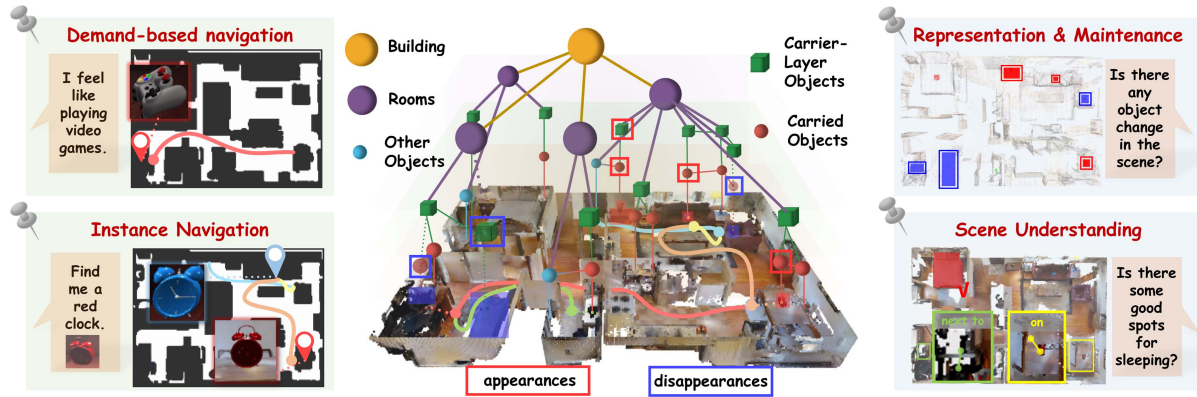 Demand-based navigation
I feel
like
playing
video
games.
Instance Navigation
Find
me a
red
clock.
Building
Rooms
Other
Objects
Carrier-
Layer
Objects
Carried
Objects
appearances
disappearances
Representation & Maintenance
Is there
any
object
change
in the
scene?
Scene Understanding
next to
on
Is there
some
good
spots
for
sleeping?